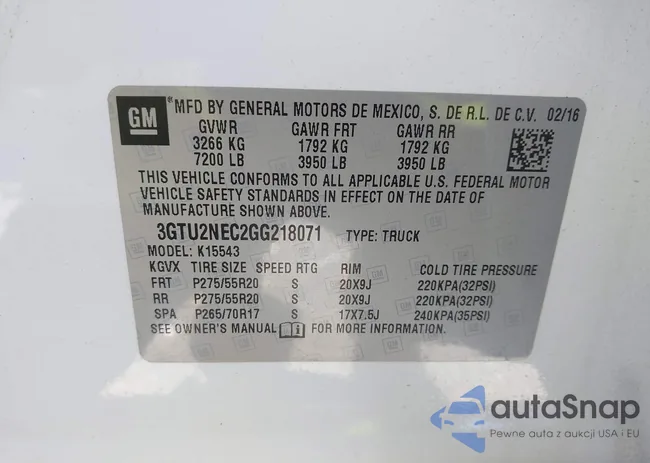 GM
® MFD BY GENERAL MOTORS DE MEXICO, S. DE R.L. DE C.V. 02/16
GVWR GAWR FRT GAWR RR
3266 KG 1792 KG 1792 KG
7200 LB 3950 LB 3950 LB
THIS VEHICLE CONFORMS TO ALL APPLICABLE U.S. FEDERAL MOTOR
VEHICLE SAFETY STANDARDS IN EFFECT ON THE DATE OF
MANUFACTURE SHOWN ABOVE.
3GTU2NEC2GG218071 TYPE: TRUCK
MODEL: K15543
KGVX TIRE SIZE SPEED RTG RIM COLD TIRE PRESSURE
FRT P275/55R20 S 20X9J 220KPA(32PSI)
RR P275/55R20 S 20X9J 220KPA(32PSI)
SPA P265/70R17 S 17X7.5J 240KPA(35PSI)
SEE OWNER'S MANUAL FOR MORE INFORMATION.
autaSnap
Pewne auta z aukcji USA i EU